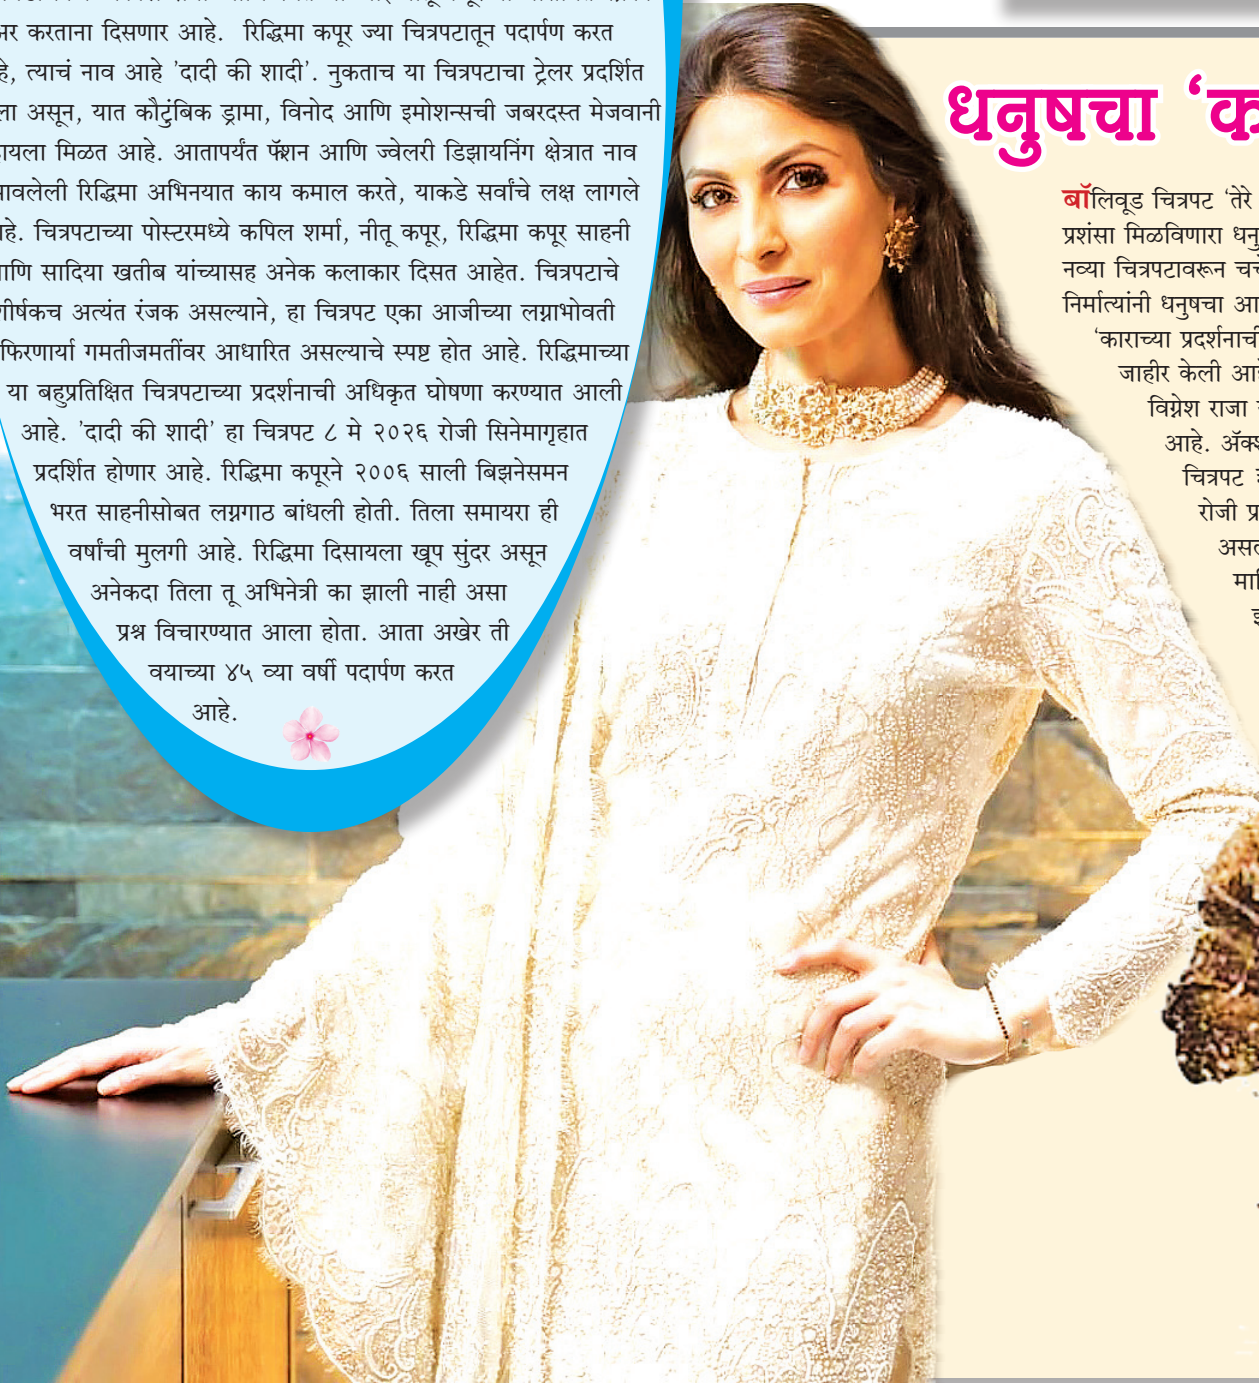 करताना दिसणार आहे. रिद्धिमा कपूर ज्या चित्रपटातून पदार्पण करत
त्याचं नाव आहे 'दादी की शादी'. नुकताच या चित्रपटाचा ट्रेलर प्रदर्शित
असून, यात कौटुंबिक ड्रामा, विनोद आणि इमोशन्सची जबरदस्त मेजवानी
मिळत आहे. आतापर्यंत फॅशन आणि ज्वेलरी डिझायनिंग क्षेत्रात नाव
रिद्धिमा अभिनयात काय कमाल करते, याकडे सर्वांचे लक्ष लागले
चित्रपटाच्या पोस्टरमध्ये कपिल शर्मा, नीतू कपूर, रिद्धिमा कपूर साहनी
सादिया खतीब यांच्यासह अनेक कलाकार दिसत आहेत. चित्रपटाचे
अत्यंत रंजक असल्याने, हा चित्रपट एका आजीच्या लग्नाभोवती
फिरणार्या गमतीजमतींवर आधारित असल्याचे स्पष्ट होत आहे. रिद्धिमाच्या
या बहुप्रतिक्षित चित्रपटाच्या प्रदर्शनाची अधिकृत घोषणा करण्यात आली
आहे. 'दादी की शादी' हा चित्रपट ८ मे २०२६ रोजी सिनेमागृहात
प्रदर्शित होणार आहे. रिद्धिमा कपूरने २००६ साली बिझनेसमन
भरत साहनीसोबत लग्नगाठ बांधली होती. तिला समायरा ही
वर्षांची मुलगी आहे. रिद्धिमा दिसायला खूप सुंदर असून
अनेकदा तिला तू अभिनेत्री का झाली नाही असा
प्रश्न विचारण्यात आला होता. आता अखेर ती
वयाच्या ४५ व्या वर्षी पदार्पण करत
आहे.
धनुषचा ‘क
बॉलिवूड चित्रपट ‘तेरे
प्रशंसा मिळविणारा
नव्या चित्रपटावरून
निर्मात्यांनी धनुषचा
‘काराच्या प्रदर्शनाची
जाहीर केली
विग्नेश राजा
आहे.
चित्रपट
रोजी